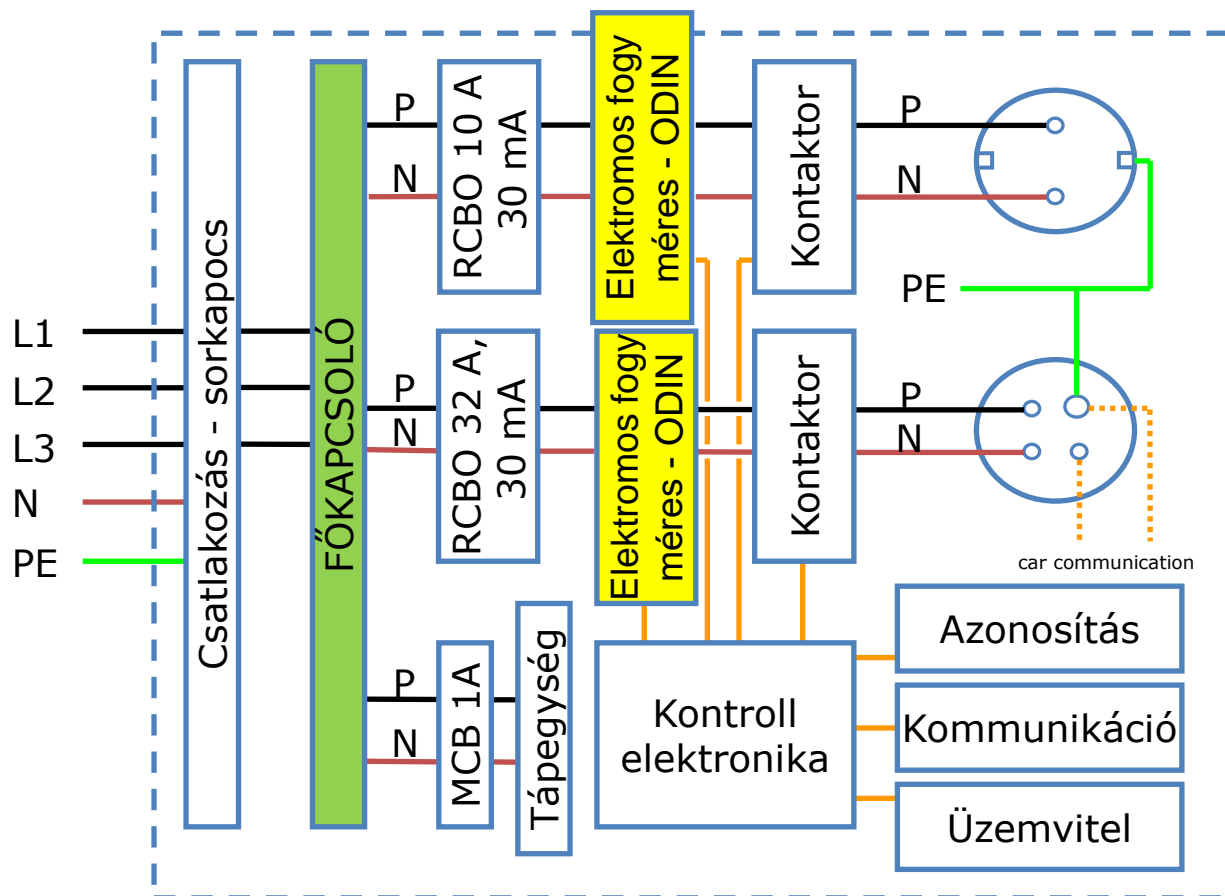 L1
L2
L3
N
PE
Csatlakozás - sorkapocs
FŐKAPCSOLÓ
P
N
RCBO 10 A
30 mA
Elektromos fogy
méres - ODIN
Kontaktor
P
N
PE
P
N
RCBO 32 A,
30 mA
Elektromos fogy
méres - ODIN
Kontaktor
P
N
car communication
P
N
MCB 1A
Tápegység
Kontroll
elektronika
Azonosítás
Kommunikáció
Üzemvitel